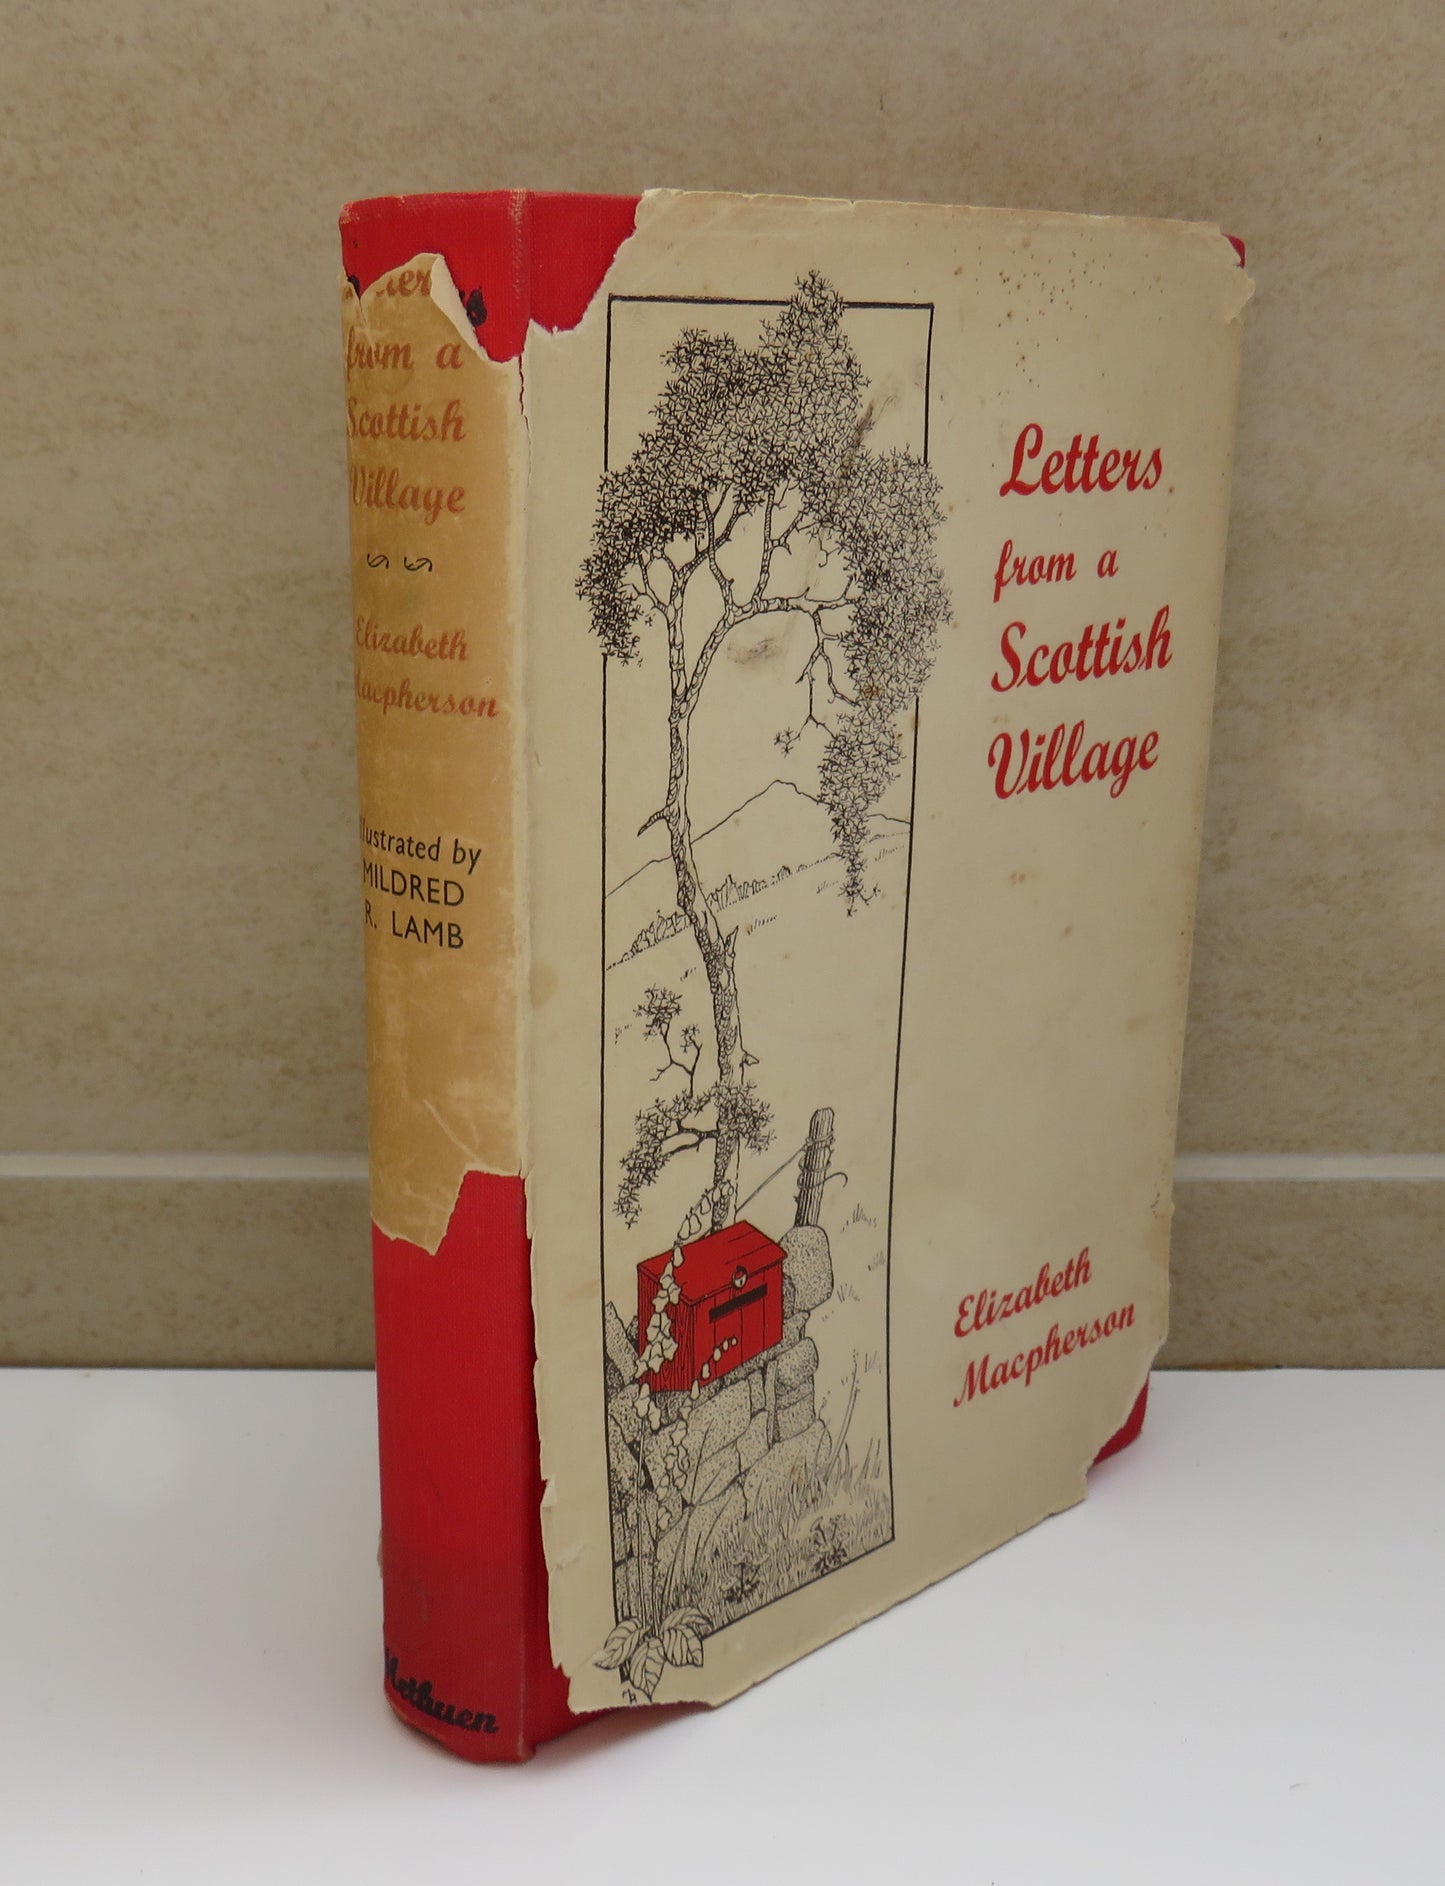 from a
Scottish
Village
Elizabeth
Macpherson
Illustrated by
MILDRED
R. LAMB
Methuen
Letters
from a
Scottish
Village
Elizabeth
Macpherson